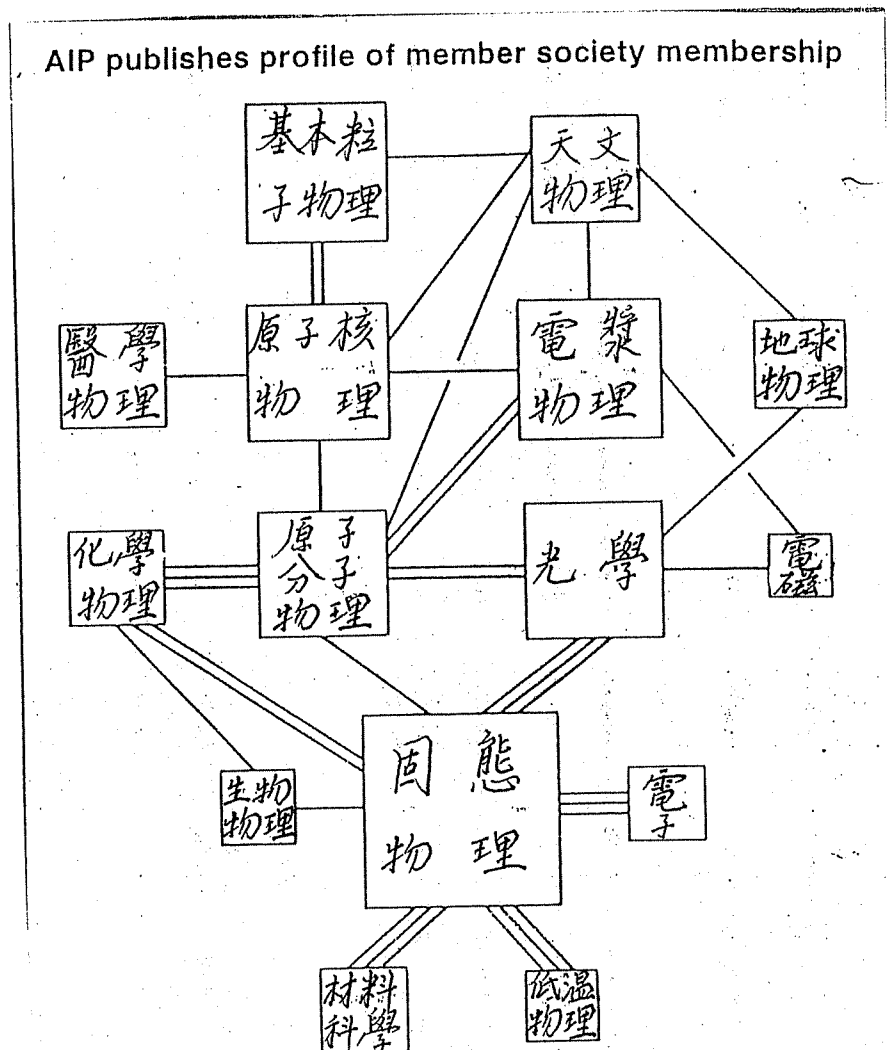 AIP publishes profile of member society membership
基本粒
子物理
天文
物理
醫學
物理
原子核
物理
電漿
物理
地球
物理
化學
物理
原子
分子
物理
光學
電
磁
固態
物理
生物
物理
電
子
材料
科學
低温
物理